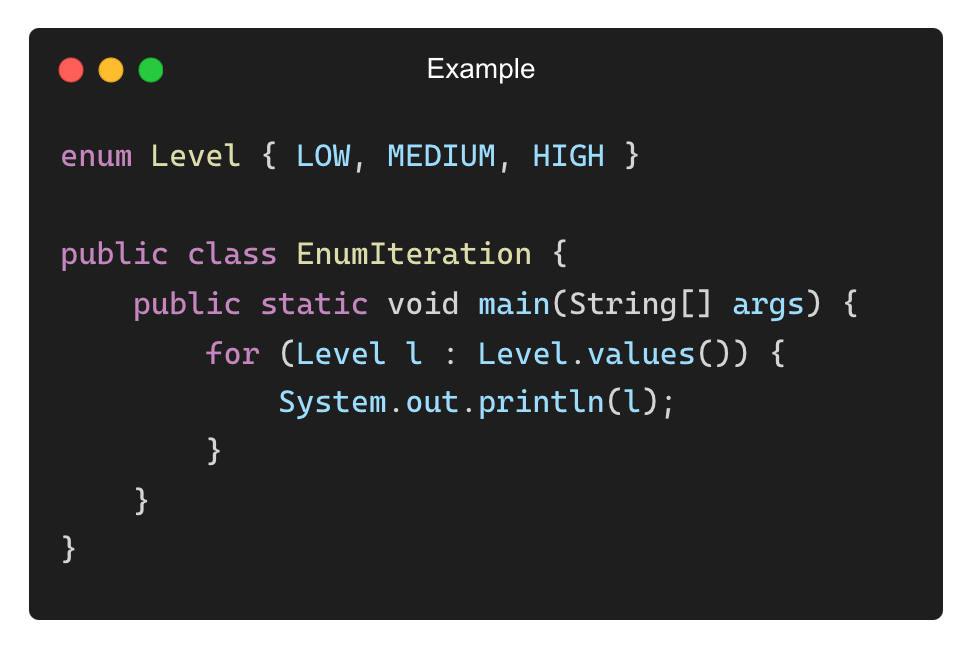 Example
enum Level { LOW, MEDIUM, HIGH }
public class EnumIteration {
    public static void main(String[] args) {
        for (Level l : Level.values()) {
            System.out.println(l);
        }
    }
}